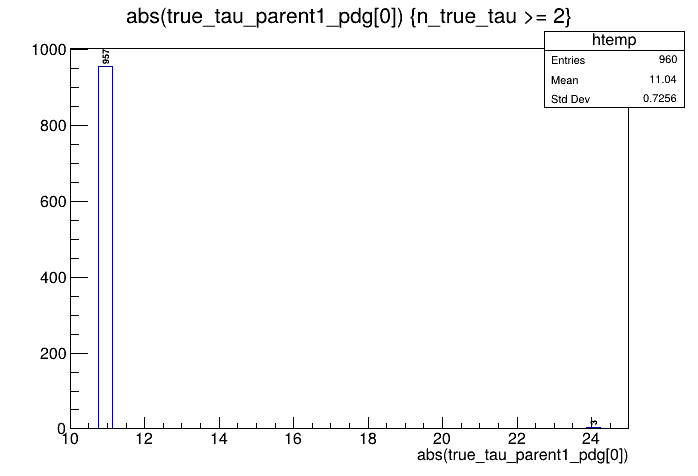 abs(true_tau_parent1_pdg[0]) {n_true_tau >= 2}
htemp
Entries 960
Mean 11.04
Std Dev 0.7256
1000
800
600
400
200
0
957
3
10 12 14 16 18 20 22 24
abs(true_tau_parent1_pdg[0])